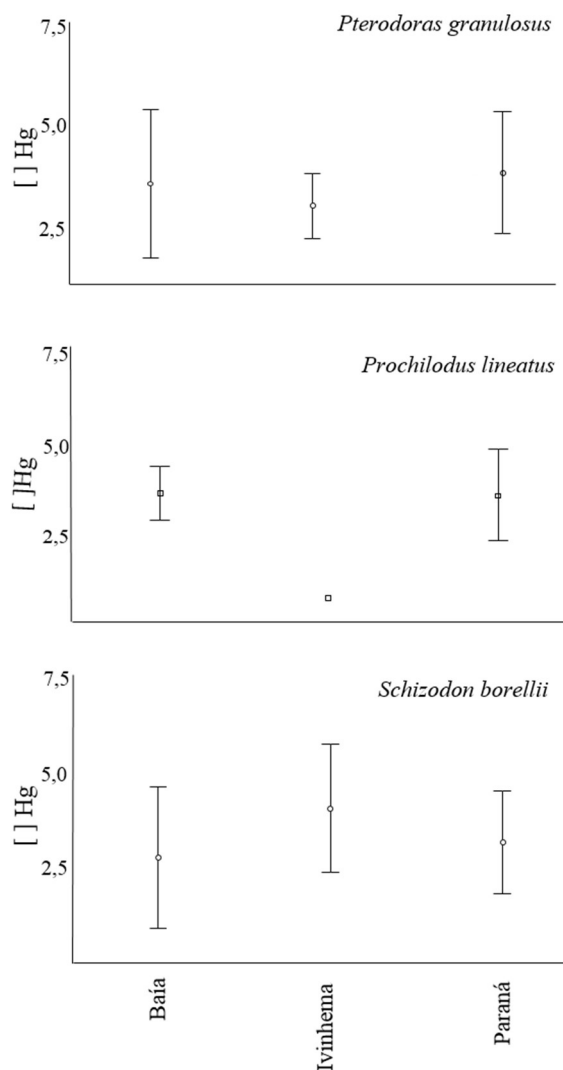 7,5
Pterodoras granulosus
5,0
[ ] Hg
2,5
7,5
Prochilodus lineatus
5,0
[ ]Hg
2,5
7,5
Schizodon borellii
5,0
[ ] Hg
2,5
Baía
Ivinhema
Paraná